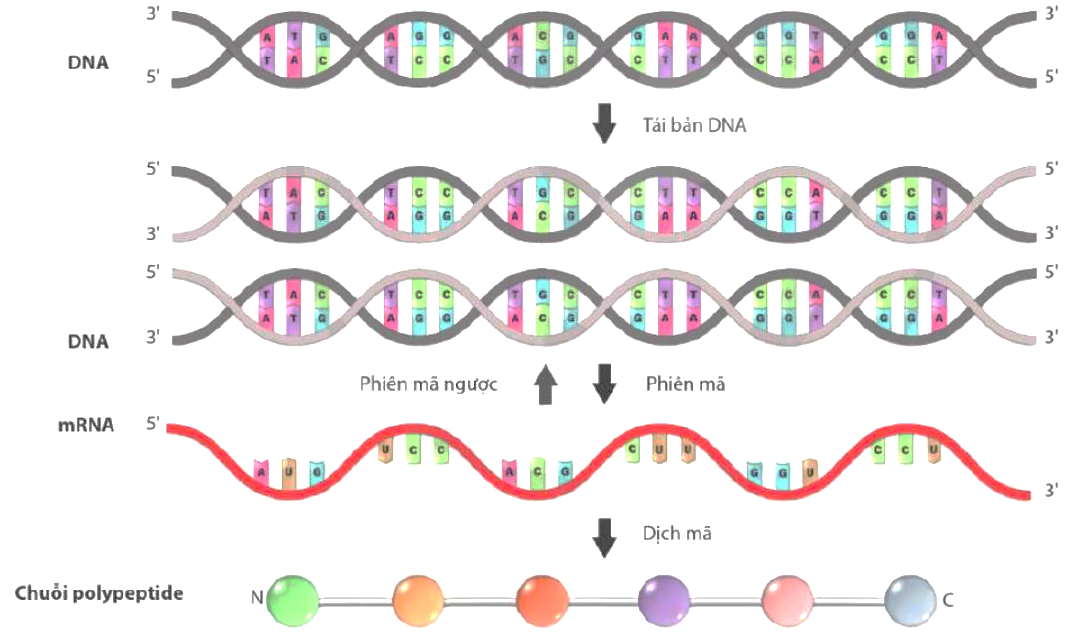 3' A T G A G G A C G G A A G G T G G A 3'
DNA
5' T A C T C C T G C C T T C C A C C T 5'
Tái bản DNA
5' T A G T C C T G C C T T C C A C C T 5'
3' A T G A G G A C G G A A G G T G G A 3'
5' T A C T C C T G C C T T C C A C C T 5'
DNA 3' A T G A G G A C G G A A G G T G G A 3'
Phiên mã ngược Phiên mã
mRNA 5'
A U G U C C A C G C U U G G U C C U
3'
Dịch mã
Chuỗi polypeptide N C